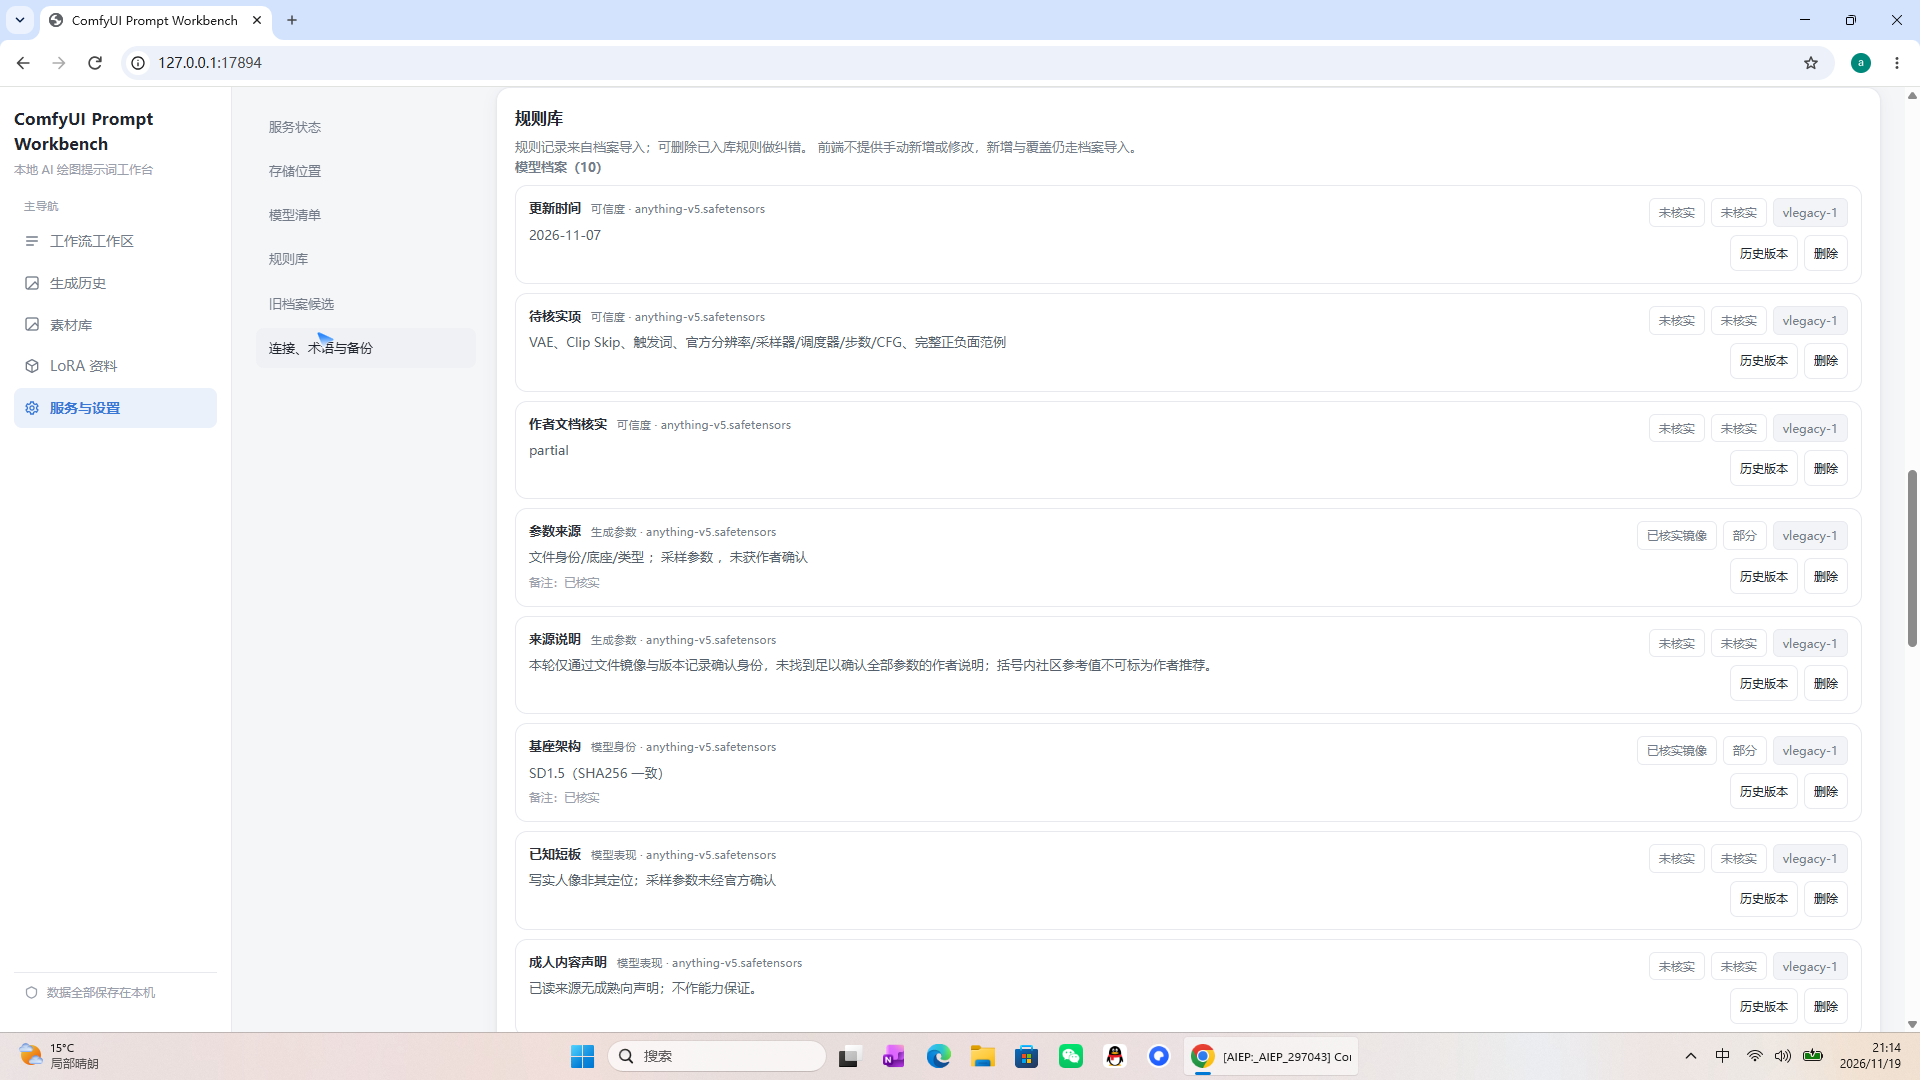 ComfyUI Prompt Workbench
127.0.0.1:17894
a
ComfyUI Prompt
Workbench
本地 AI 绘图提示词工作台
主导航
工作流工作区
生成历史
素材库
LoRA 资料
服务与设置
数据全部保存在本机
服务状态
存储位置
模型清单
规则库
旧档案候选
连接、术语与备份
规则库
规则记录来自档案导入；可删除已入库规则做纠错。 前端不提供手动新增或修改，新增与覆盖仍走档案导入。
模型档案（10）
更新时间 可信度 · anything-v5.safetensors 未核实 未核实 vlegacy-1
2026-11-07
历史版本 删除
待核实项 可信度 · anything-v5.safetensors 未核实 未核实 vlegacy-1
VAE、Clip Skip、触发词、官方分辨率/采样器/调度器/步数/CFG、完整正负面范例
历史版本 删除
作者文档核实 可信度 · anything-v5.safetensors 未核实 未核实 vlegacy-1
partial
历史版本 删除
参数来源 生成参数 · anything-v5.safetensors 已核实镜像 部分 vlegacy-1
文件身份/底座/类型 ；采样参数 ，未获作者确认
备注：已核实
历史版本 删除
来源说明 生成参数 · anything-v5.safetensors 未核实 未核实 vlegacy-1
本轮仅通过文件镜像与版本记录确认身份，未找到足以确认全部参数的作者说明；括号内社区参考值不可标为作者推荐。
历史版本 删除
基座架构 模型身份 · anything-v5.safetensors 已核实镜像 部分 vlegacy-1
SD1.5（SHA256 一致）
备注：已核实
历史版本 删除
已知短板 模型表现 · anything-v5.safetensors 未核实 未核实 vlegacy-1
写实人像非其定位；采样参数未经官方确认
历史版本 删除
成人内容声明 模型表现 · anything-v5.safetensors 未核实 未核实 vlegacy-1
已读来源无成熟向声明；不作能力保证。
历史版本 删除
15°C
局部晴朗
搜索
[AIEP:_AIEP_297043] Cor
中
21:14
2026/11/19